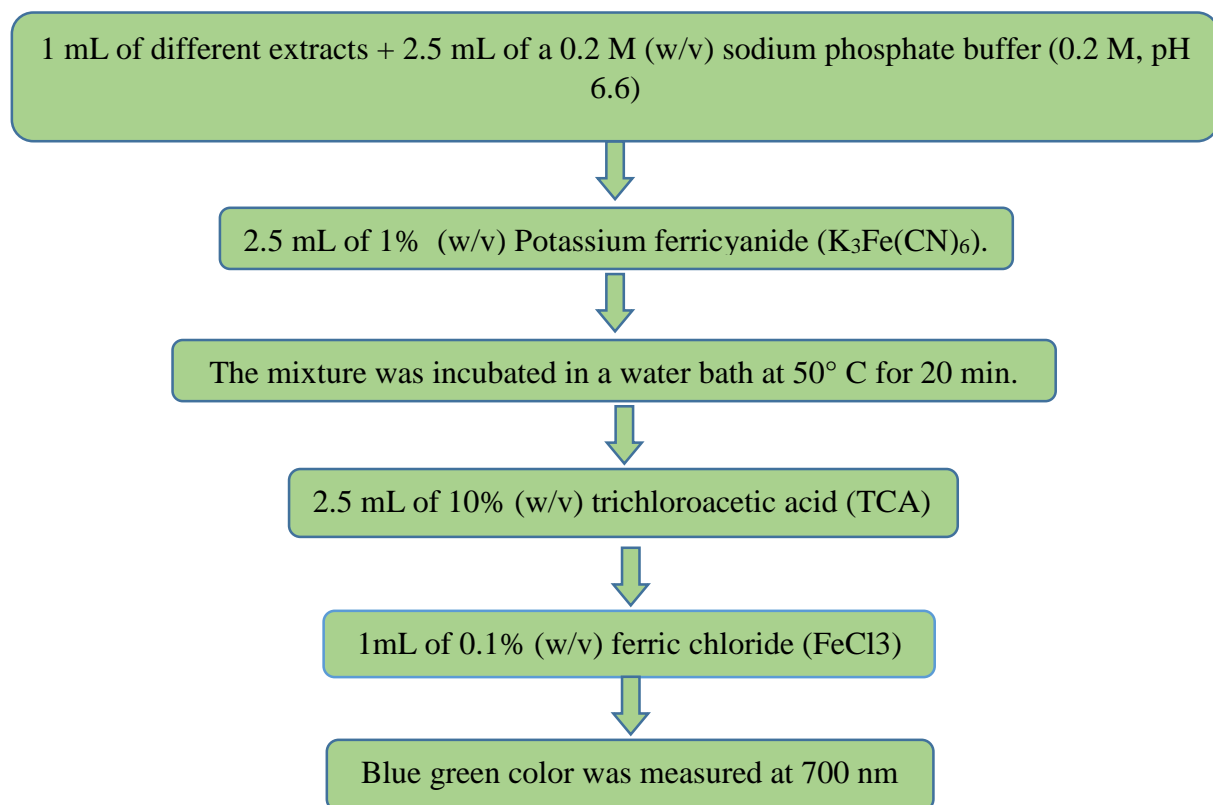 1 mL of different extracts + 2.5 mL of a 0.2 M (w/v) sodium phosphate buffer (0.2 M, pH
6.6)
2.5 mL of 1%  (w/v) Potassium ferricyanide (K₃Fe(CN)₆).
The mixture was incubated in a water bath at 50° C for 20 min.
2.5 mL of 10% (w/v) trichloroacetic acid (TCA)
1mL of 0.1% (w/v) ferric chloride (FeCl3)
Blue green color was measured at 700 nm